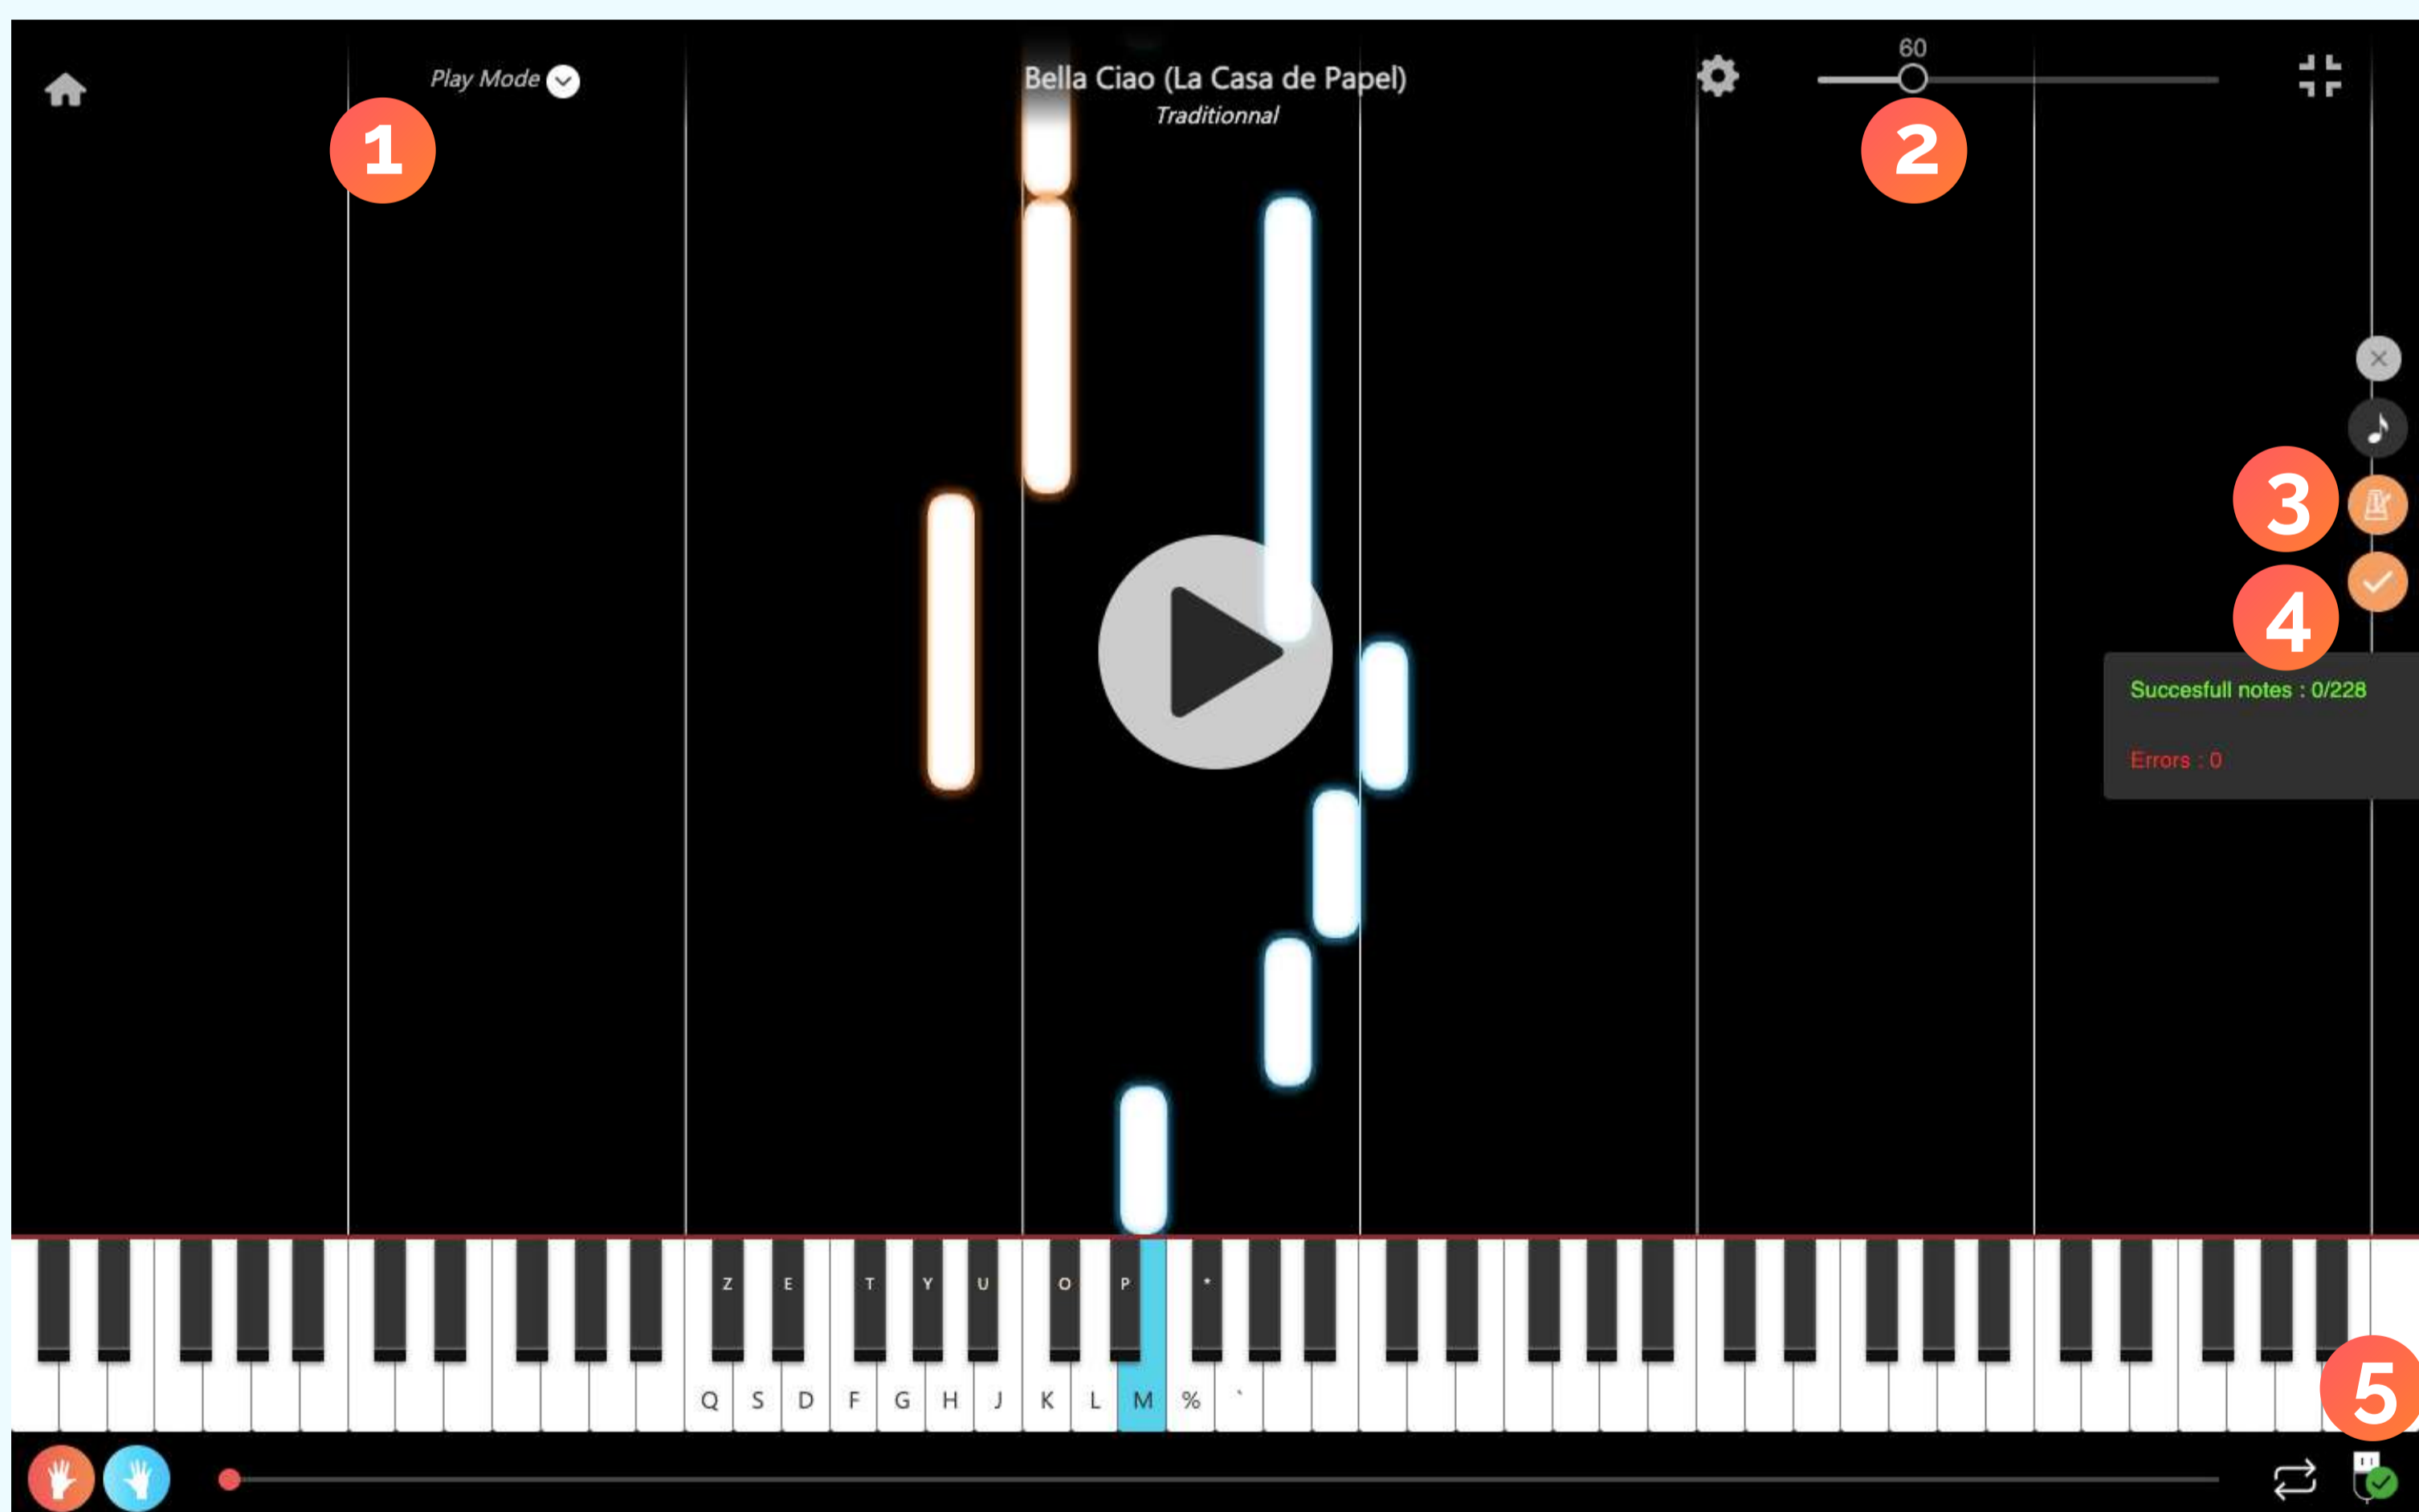 60
Play Mode
Bella Ciao (La Casa de Papel)
Traditionnal
1
2
3
4
Succesfull notes : 0/228
Errors : 0
Z E T Y U O P *
Q S D F G H J K L M % `
5